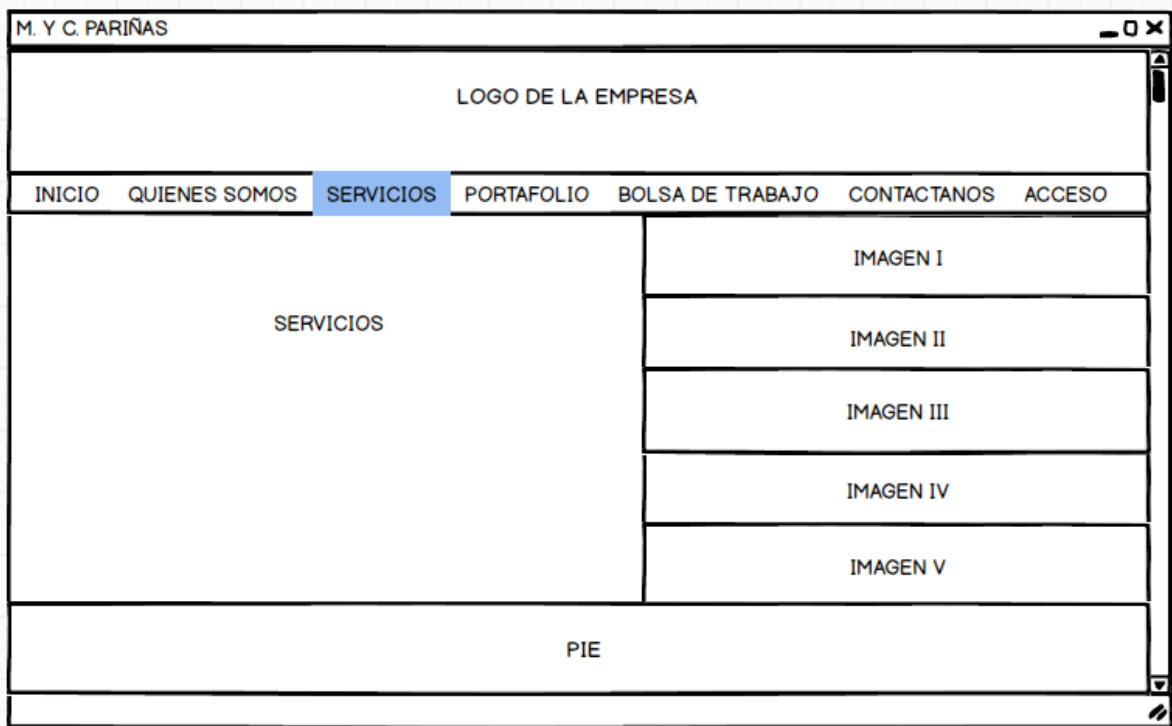 M. Y C. PARIÑAS
LOGO DE LA EMPRESA
INICIO QUIENES SOMOS SERVICIOS PORTAFOLIO BOLSA DE TRABAJO CONTACTANOS ACCESO
SERVICIOS
IMAGEN I
IMAGEN II
IMAGEN III
IMAGEN IV
IMAGEN V
PIE